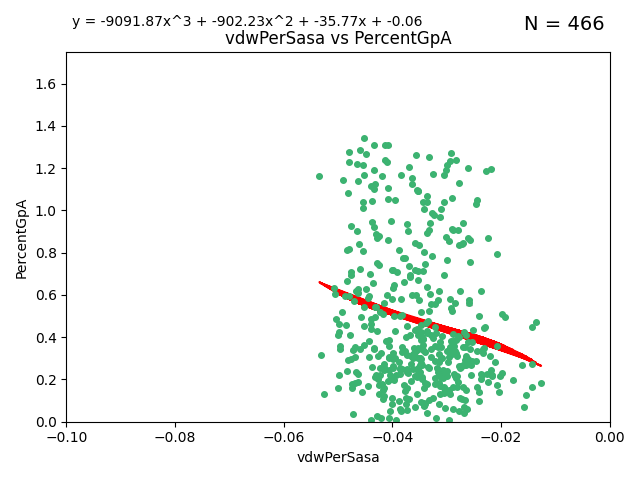 y = -9091.87x^3 + -902.23x^2 + -35.77x + -0.06
N = 466
vdwPerSasa vs PercentGpA
1.6
1.4
1.2
1.0
0.8
0.6
0.4
0.2
0.0
PercentGpA
−0.10 −0.08 −0.06 −0.04 −0.02 0.00
vdwPerSasa